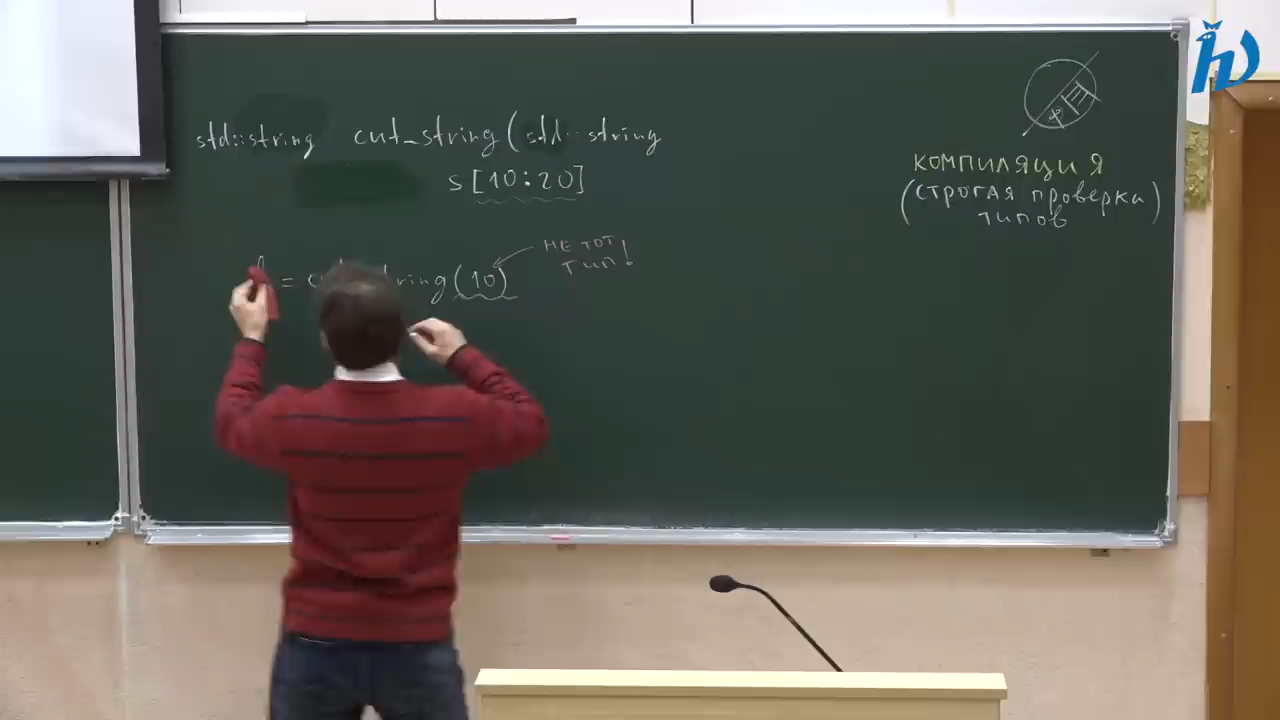 std::string cut_string(std::string
s[10:20]
= ring(10)
НЕ ТОТ
ТИП!
КОМПИЛЯЦИЯ
(СТРОГАЯ ПРОВЕРКА
ТИПОВ)